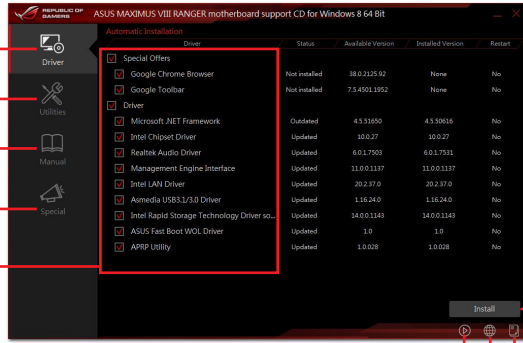 REPUBLIC OF GAMERS ASUS MAXIMUS VIII RANGER motherboard support CD for Windows 8 64 Bit
Automatic Installation
Driver Status Available Version Installed Version Restart
Driver
Utilities
Manual
Special
Special Offers
Google Chrome Browser Not installed 38.0.2125.92 None No
Google Toolbar Not installed 7.5.4501.1952 None No
Driver
Microsoft .NET Framework Outdated 4.5.51650 4.5.50616 No
Intel Chipset Driver Updated 10.0.27 10.0.27 No
Realtek Audio Driver Updated 6.0.1.7503 6.0.1.7531 No
Management Engine Interface Updated 11.0.0.1137 11.0.0.1137 No
Intel LAN Driver Updated 20.2.37.0 20.2.37.0 No
Asmedia USB3.1/3.0 Driver Updated 1.16.24.0 1.16.24.0 No
Intel Rapid Storage Technology Driver so... Updated 14.0.0.1143 14.0.0.1143 No
ASUS Fast Boot WOL Driver Updated 1.0 1.0 No
APRP Utility Updated 1.0.028 1.0.028 No
Install